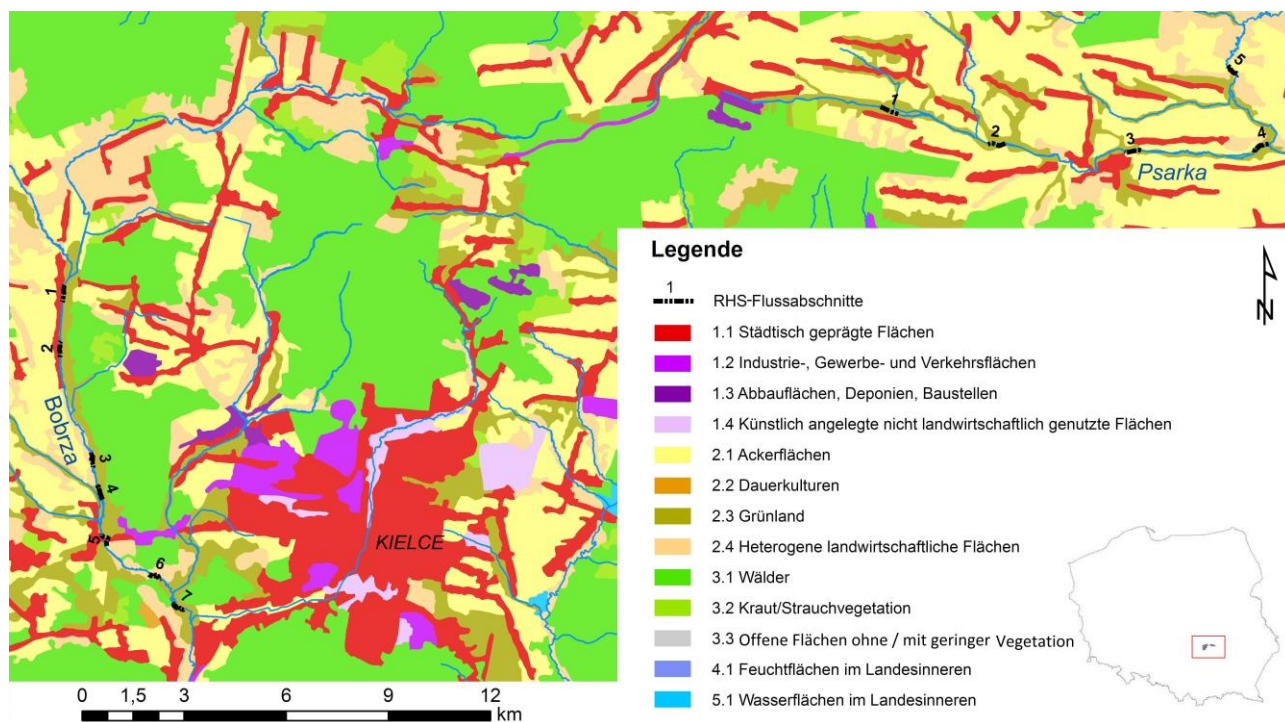 1
2
3
4
5
Psarka
1
2
Bobrza
3
4
5
6
7
KIELCE
Legende
1
RHS-Flussabschnitte
1.1 Städtisch geprägte Flächen
1.2 Industrie-, Gewerbe- und Verkehrsflächen
1.3 Abbauflächen, Deponien, Baustellen
1.4 Künstlich angelegte nicht landwirtschaftlich genutzte Flächen
2.1 Ackerflächen
2.2 Dauerkulturen
2.3 Grünland
2.4 Heterogene landwirtschaftliche Flächen
3.1 Wälder
3.2 Kraut/Strauchvegetation
3.3 Offene Flächen ohne / mit geringer Vegetation
4.1 Feuchtflächen im Landesinneren
5.1 Wasserflächen im Landesinneren
N
0 1,5 3 6 9 12
km